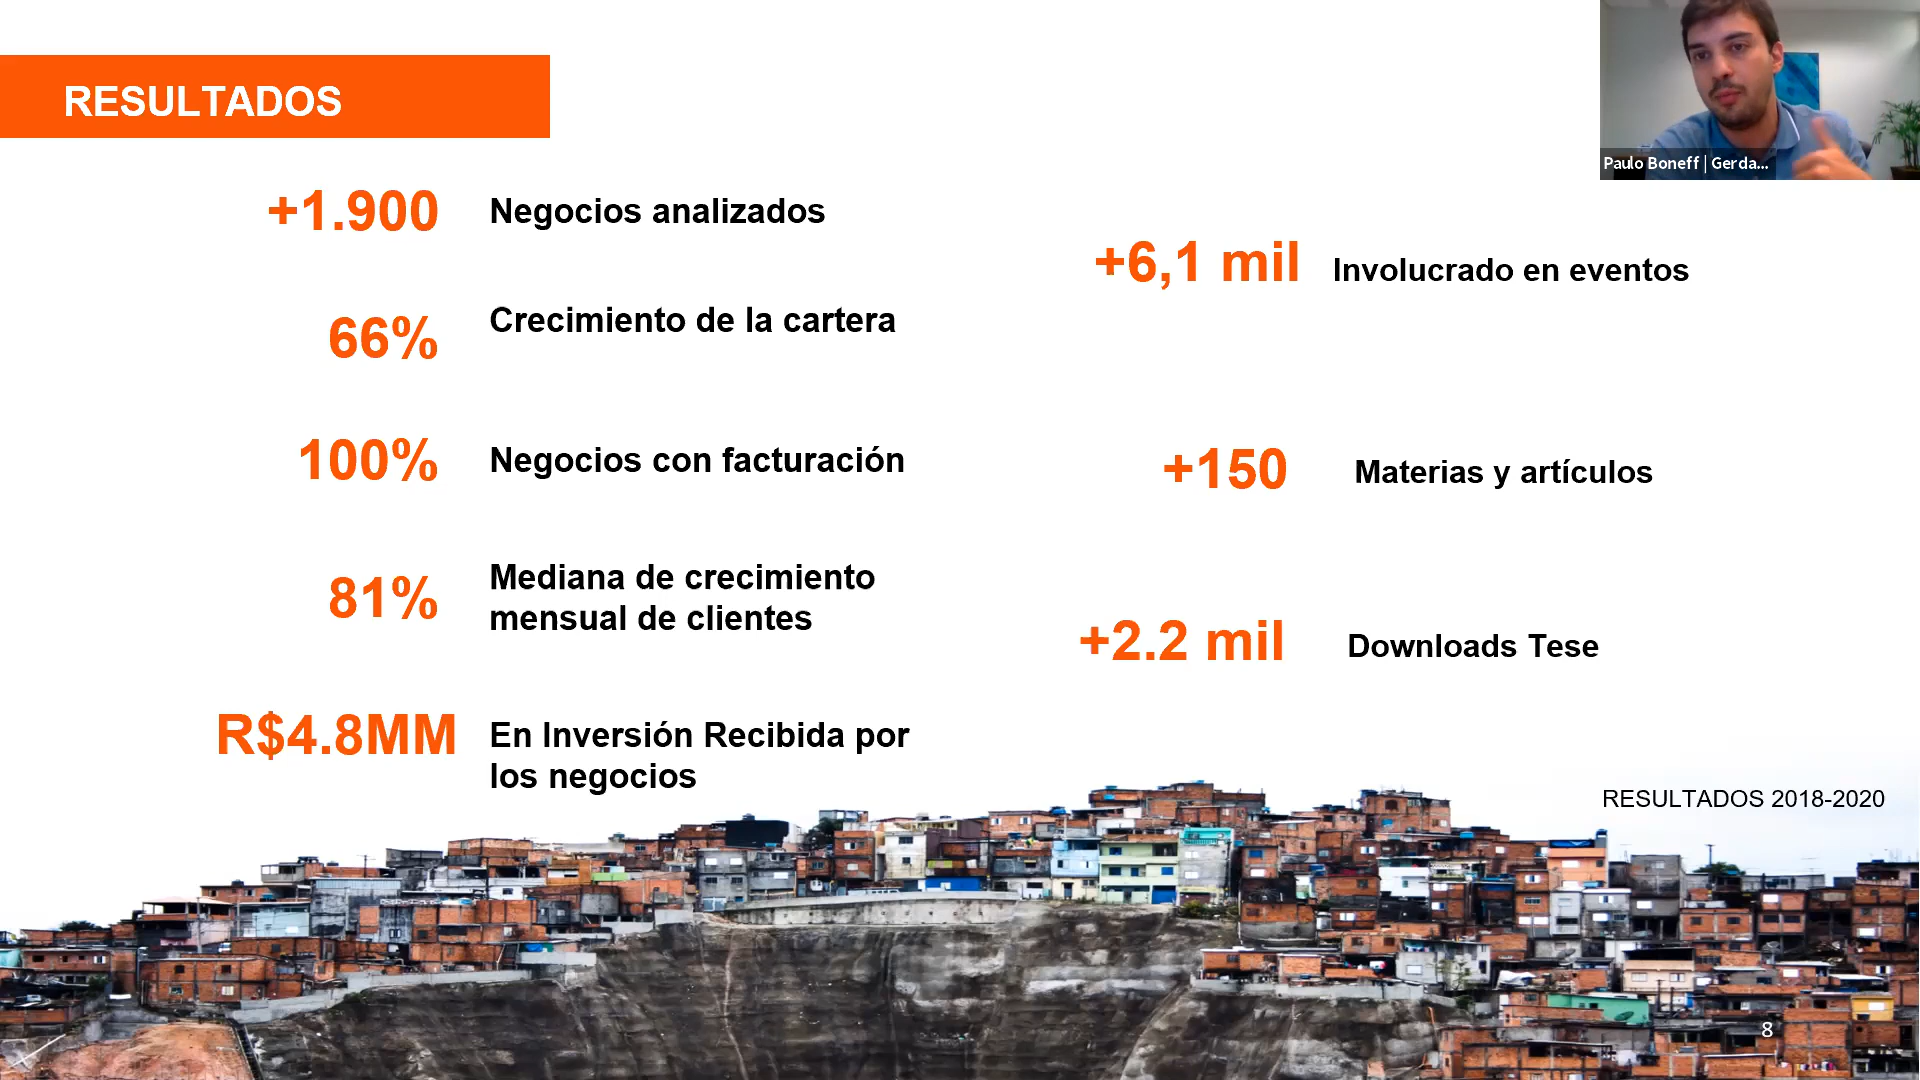 RESULTADOS
+1.900
Negocios analizados
66%
Crecimiento de la cartera
100%
Negocios con facturación
81%
Mediana de crecimiento
mensual de clientes
R$4.8MM
En Inversión Recibida por
los negocios
+6,1 mil
Involucrado en eventos
+150
Materias y artículos
+2.2 mil
Downloads Tese
RESULTADOS 2018-2020
8
Paulo Boneff | Gerda...